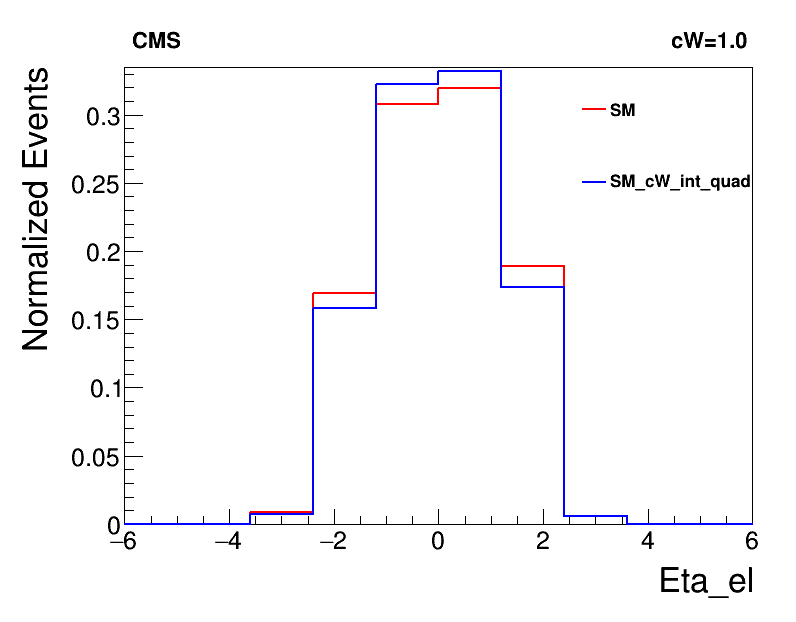 CMS
cW=1.0
Normalized Events
0.3
0.25
0.2
0.15
0.1
0.05
0
SM
SM_cW_int_quad
−6 −4 −2 0 2 4 6
Eta_el